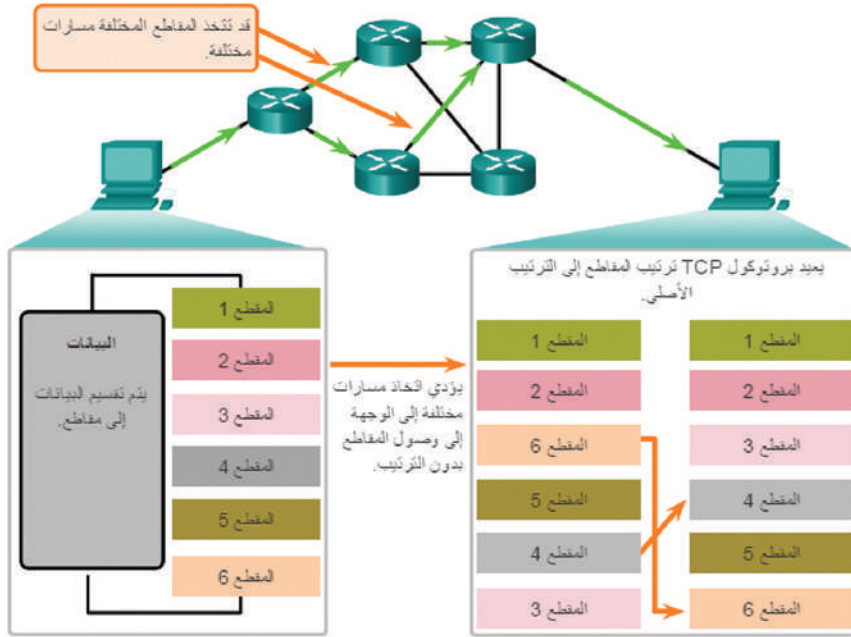 قد تتخذ المقاطع المختلفة مسارات
مختلفة.
البيانات
يتم تقسيم البيانات
إلى مقاطع.
المقطع 1
المقطع 2
المقطع 3
المقطع 4
المقطع 5
المقطع 6
يؤدي اتخاذ مسارات
مختلفة إلى الوجهة
إلى وصول المقاطع
بدون الترتيب.
يعيد بروتوكول TCP ترتيب المقاطع إلى الترتيب
الأصلي.
المقطع 1
المقطع 2
المقطع 6
المقطع 5
المقطع 4
المقطع 3
المقطع 1
المقطع 2
المقطع 3
المقطع 4
المقطع 5
المقطع 6